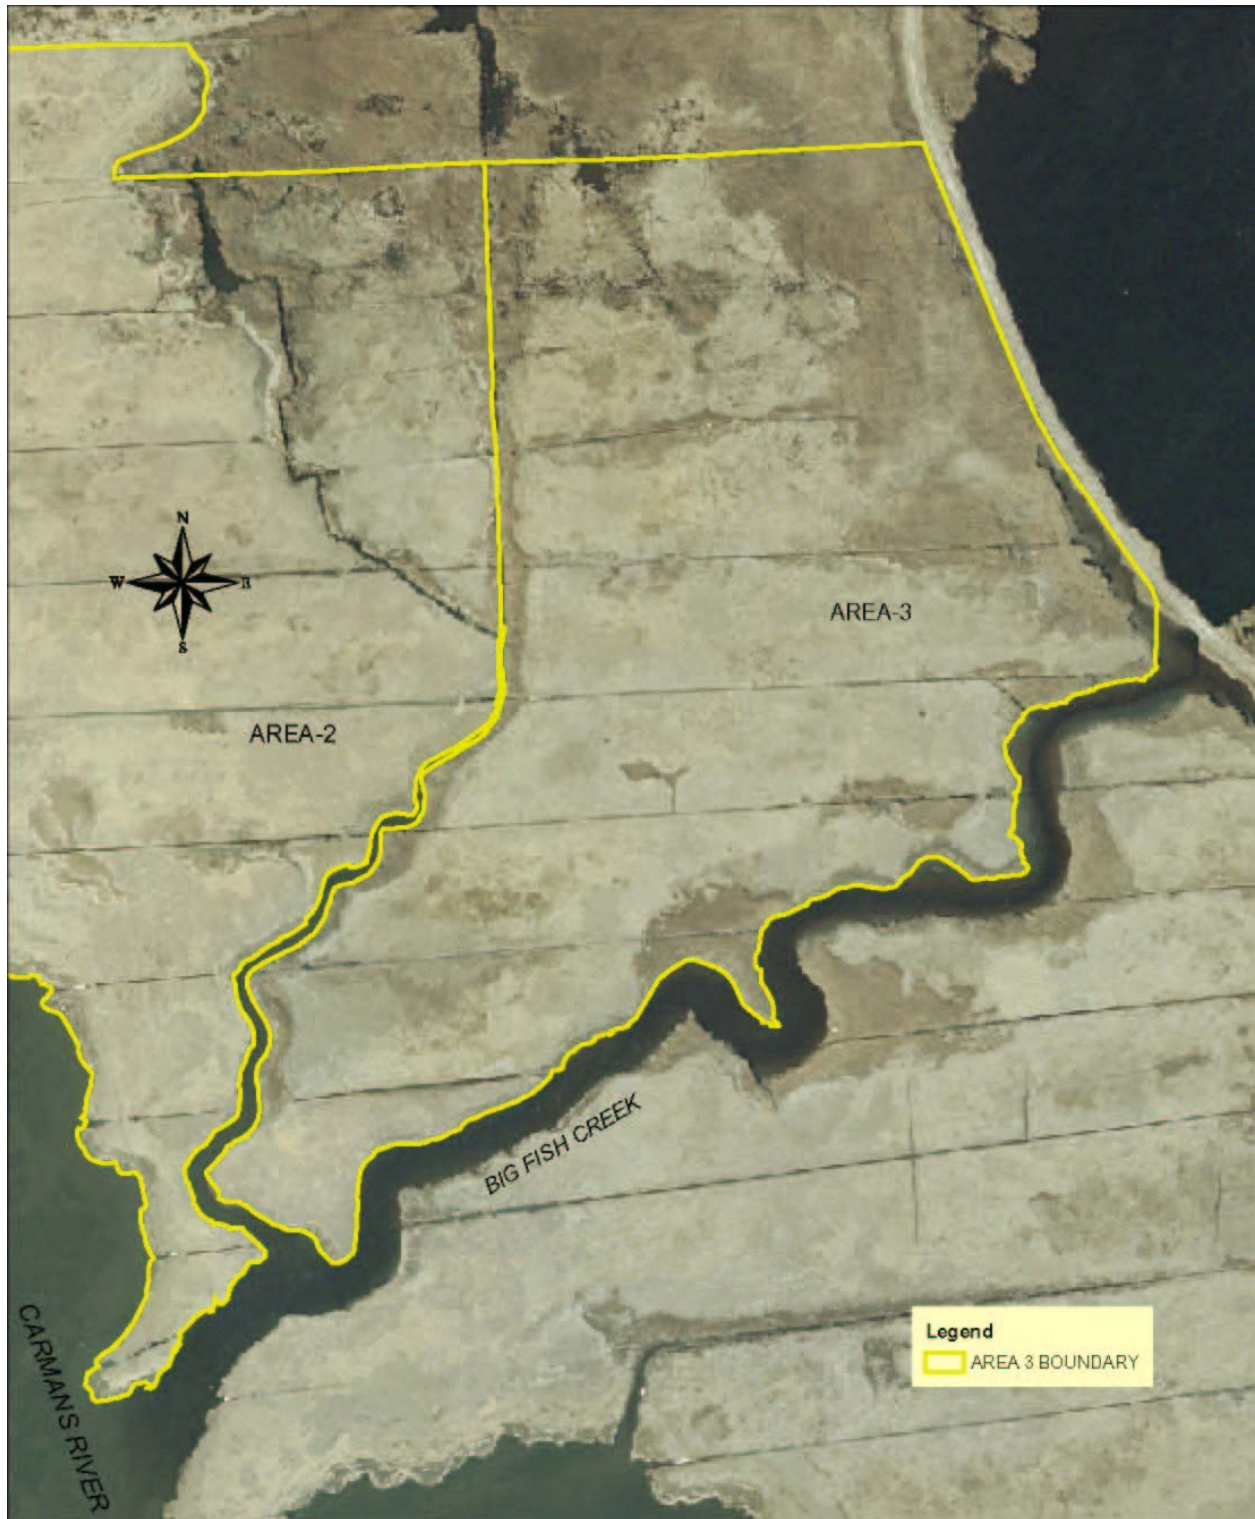 N
W E
S
AREA-3
AREA-2
BIG FISH CREEK
CARMANS RIVER
Legend
AREA 3 BOUNDARY